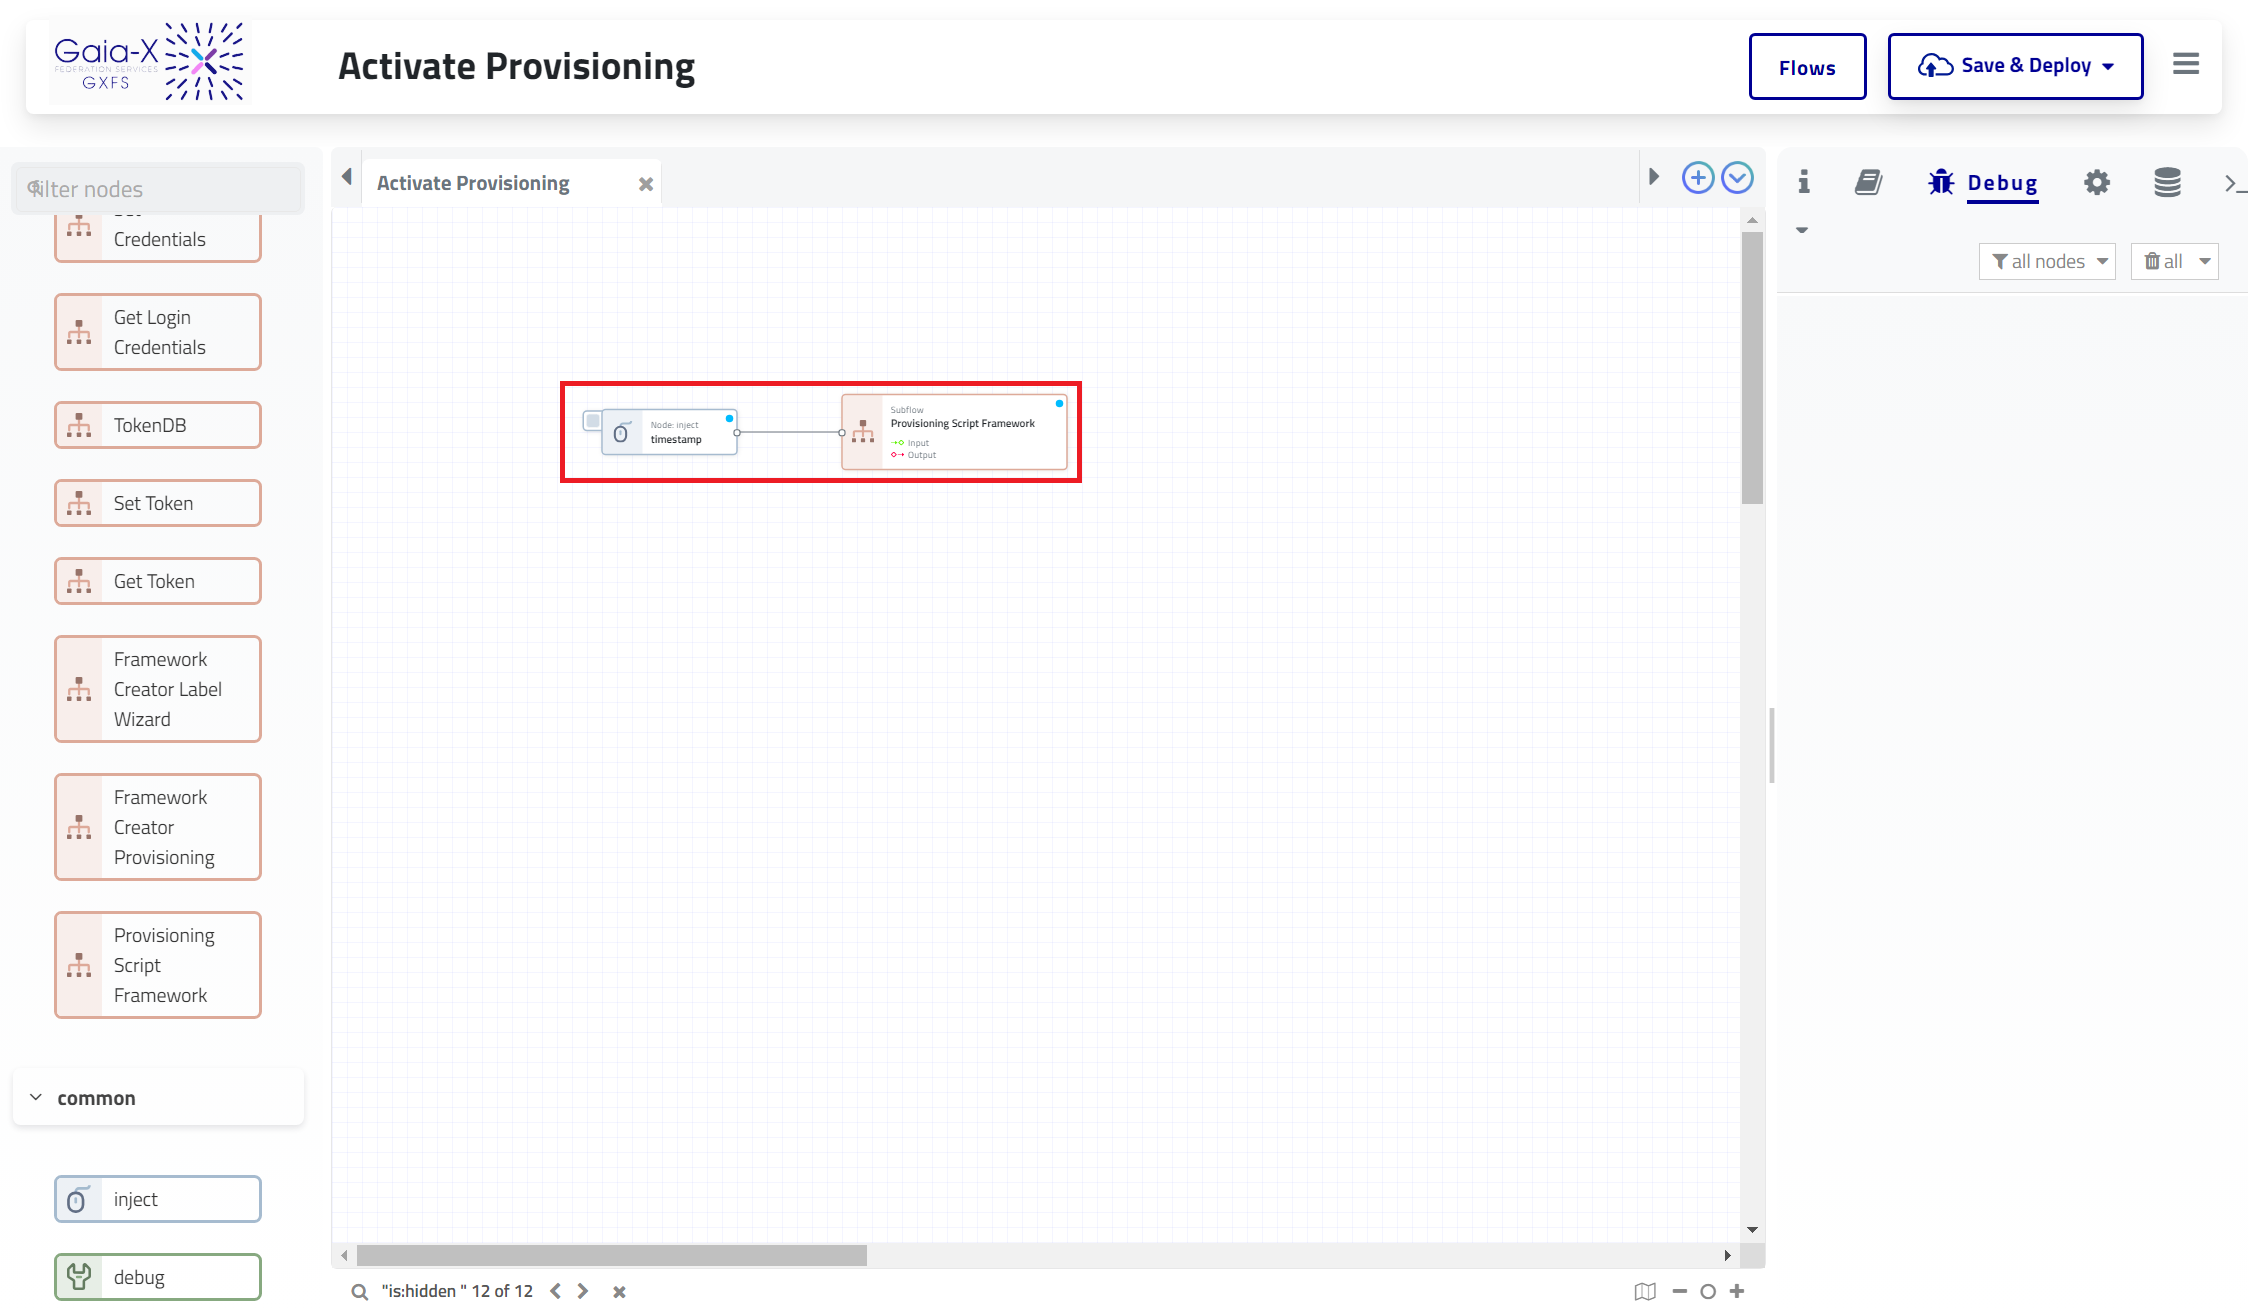 Gaia-X
FEDERATION SERVICES
GXFS
Activate Provisioning
Flows
Save & Deploy
filter nodes
Credentials
Get Login
Credentials
TokenDB
Set Token
Get Token
Framework
Creator Label
Wizard
Framework
Creator
Provisioning
Provisioning
Script
Framework
common
inject
debug
Activate Provisioning
Node: inject
timestamp
Subflow
Provisioning Script Framework
Input
Output
"is:hidden " 12 of 12
Debug
all nodes
all